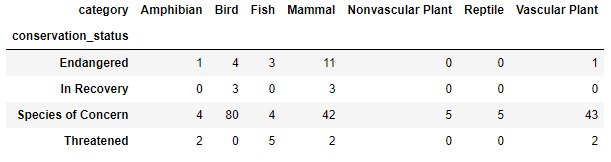 category Amphibian Bird Fish Mammal Nonvascular Plant Reptile Vascular Plant
conservation_status
Endangered 1 4 3 11 0 0 1
In Recovery 0 3 0 3 0 0 0
Species of Concern 4 80 4 42 5 5 43
Threatened 2 0 5 2 0 0 2